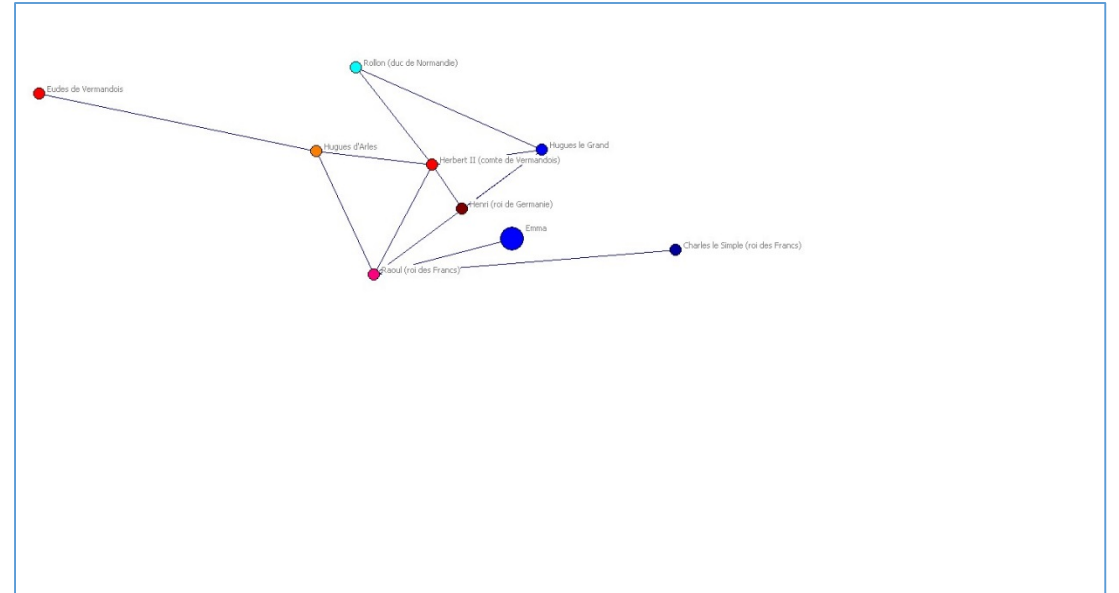 Rollon (duc de Normandie)
Eudes de Vermandois
Hugues d'Arles
Hugues le Grand
Herbert II (comte de Vermandois)
Henri (roi de Germanie)
Emma
Charles le Simple (roi des Francs)
Raoul (roi des Francs)